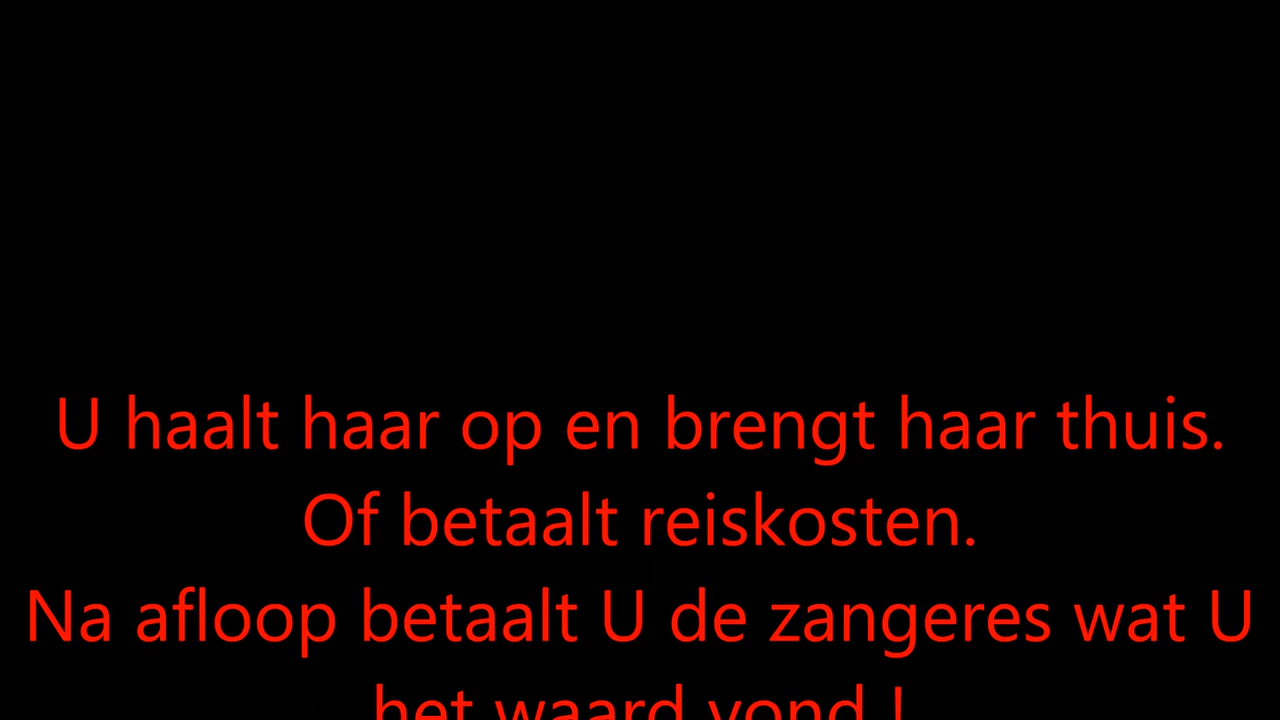 U haalt haar op en brengt haar thuis.
Of betaalt reiskosten.
Na afloop betaalt U de zangeres wat U
het waard vond !